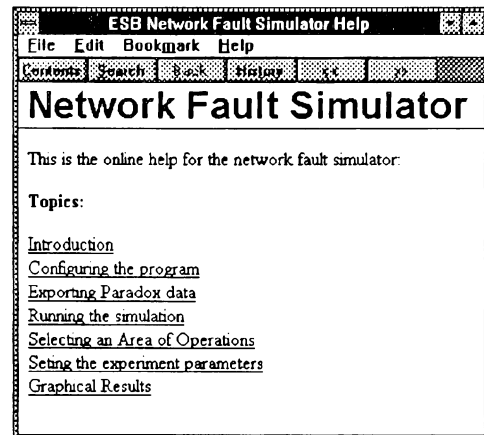 ESB Network Fault Simulator Help
File Edit Bookmark Help
Contents Search Back History << >>
Network Fault Simulator
This is the online help for the network fault simulator:
Topics:
Introduction
Configuring the program
Exporting Paradox data
Running the simulation
Selecting an Area of Operations
Seting the experiment parameters
Graphical Results